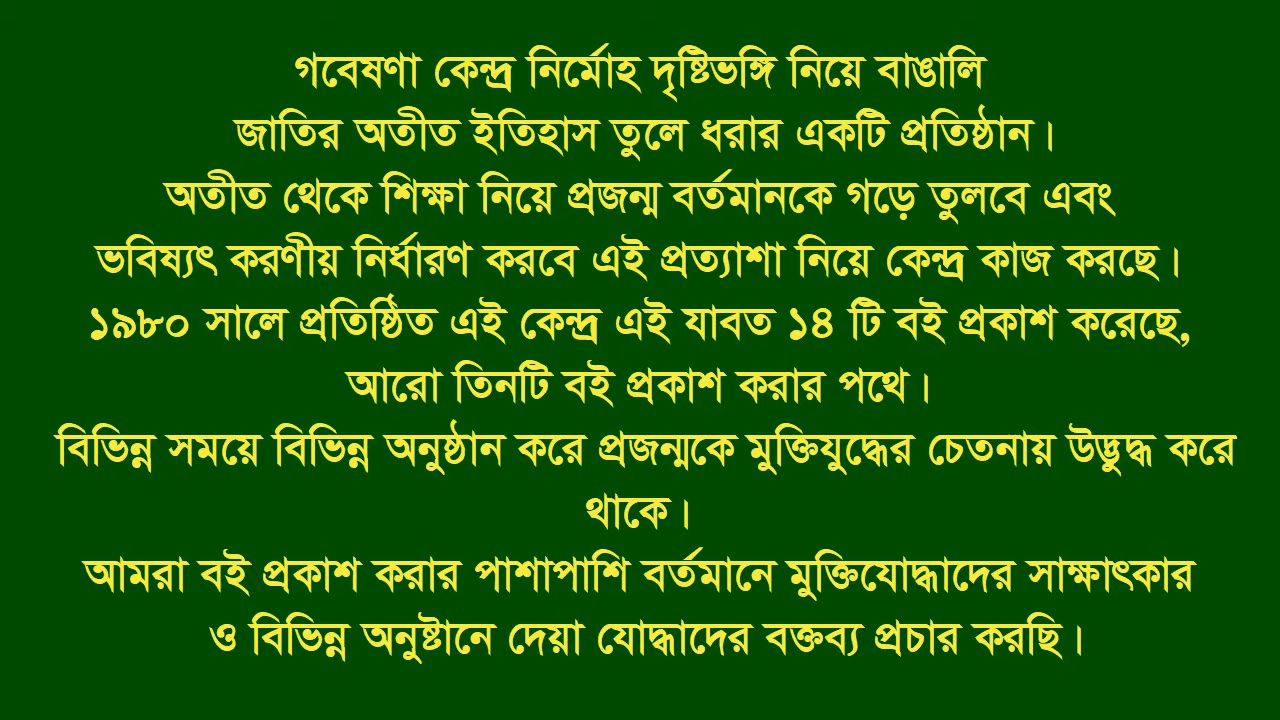 গবেষণা কেন্দ্র নির্মোহ দৃষ্টিভঙ্গি নিয়ে বাঙালি
জাতির অতীত ইতিহাস তুলে ধরার একটি প্রতিষ্ঠান।
অতীত থেকে শিক্ষা নিয়ে প্রজন্ম বর্তমানকে গড়ে তুলবে এবং
ভবিষ্যৎ করণীয় নির্ধারণ করবে এই প্রত্যাশা নিয়ে কেন্দ্র কাজ করছে।
১৯৮০ সালে প্রতিষ্ঠিত এই কেন্দ্র এই যাবত ১৪ টি বই প্রকাশ করেছে,
আরো তিনটি বই প্রকাশ করার পথে।
বিভিন্ন সময়ে বিভিন্ন অনুষ্ঠান করে প্রজন্মকে মুক্তিযুদ্ধের চেতনায় উদ্ভুদ্ধ করে
থাকে।
আমরা বই প্রকাশ করার পাশাপাশি বর্তমানে মুক্তিযোদ্ধাদের সাক্ষাৎকার
ও বিভিন্ন অনুষ্টানে দেয়া যোদ্ধাদের বক্তব্য প্রচার করছি।